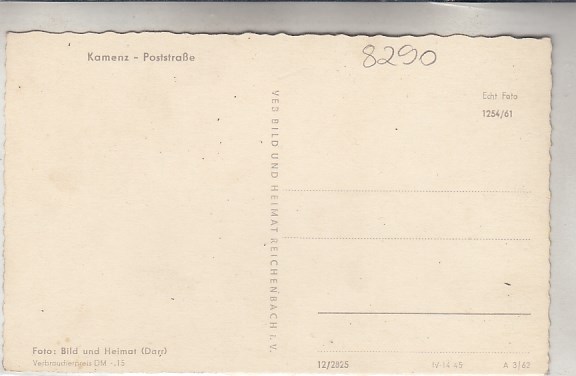 Kamenz - Poststraße
8290
Echt Foto
1254/61
VEB BILD UND HEIMAT REICHENBACH i. V.
Foto: Bild und Heimat (Darr)
Verbraucherpreis DM -,15
12/2825
IV-14-45
A 3/62